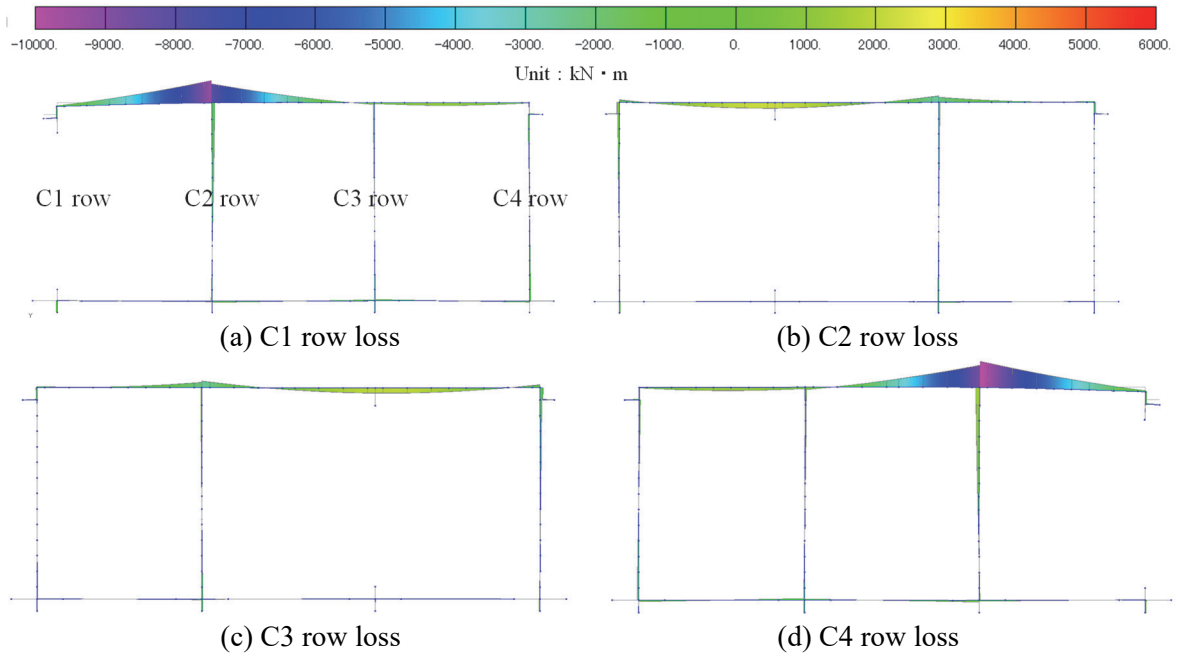 −10000. −9000. −8000. −7000. −6000. −5000. −4000. −3000. −2000. −1000. 0. 1000. 2000. 3000. 4000. 5000. 6000.
Unit : kN・m
C1 row C2 row C3 row C4 row
Y
(a) C1 row loss (b) C2 row loss
(c) C3 row loss (d) C4 row loss